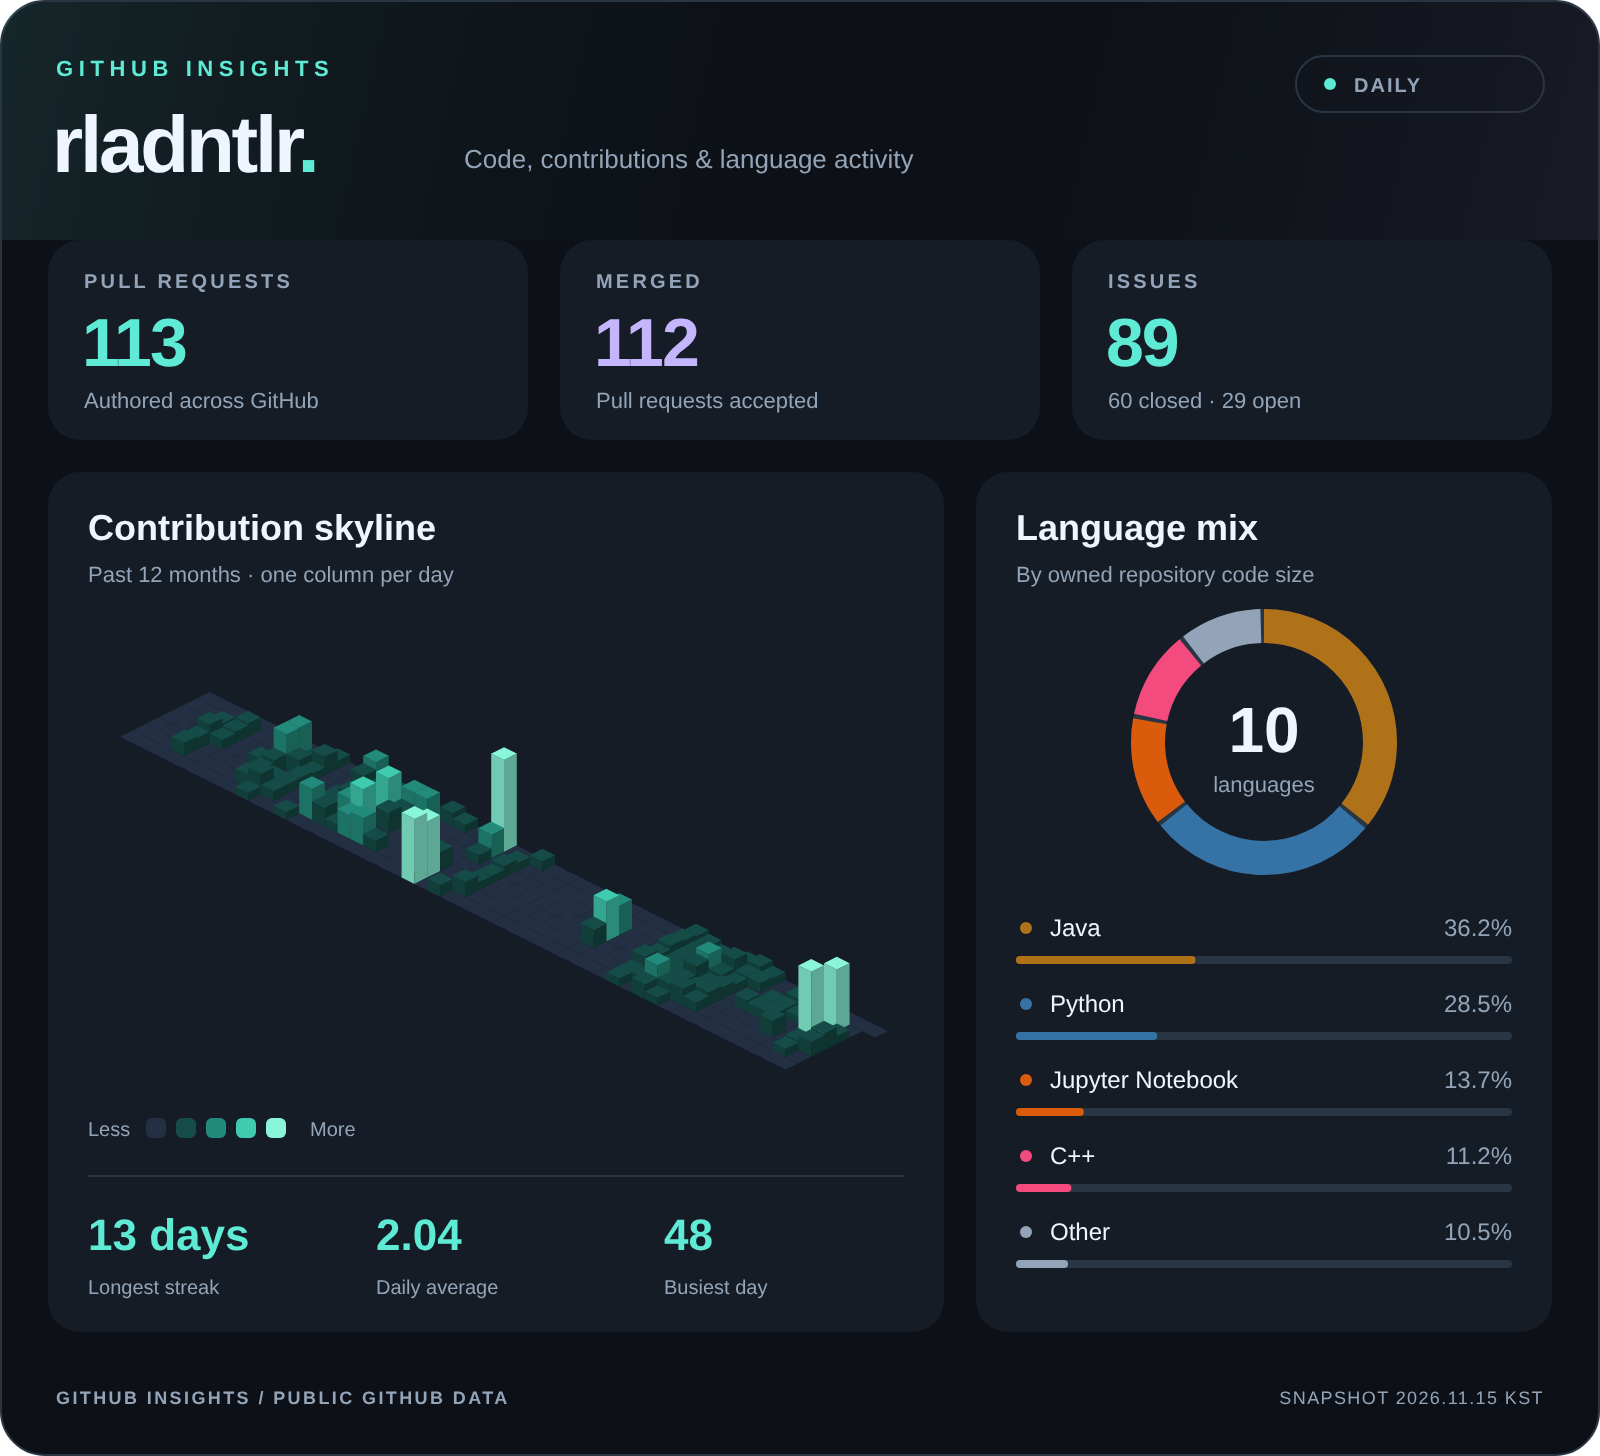 GITHUB INSIGHTS
DAILY
rladntlr.
Code, contributions & language activity
PULL REQUESTS
113
Authored across GitHub
MERGED
112
Pull requests accepted
ISSUES
89
60 closed · 29 open
Contribution skyline
Past 12 months · one column per day
Less
More
13 days
Longest streak
2.04
Daily average
48
Busiest day
Language mix
By owned repository code size
10
languages
Java 36.2%
Python 28.5%
Jupyter Notebook 13.7%
C++ 11.2%
Other 10.5%
GITHUB INSIGHTS / PUBLIC GITHUB DATA
SNAPSHOT 2026.11.15 KST